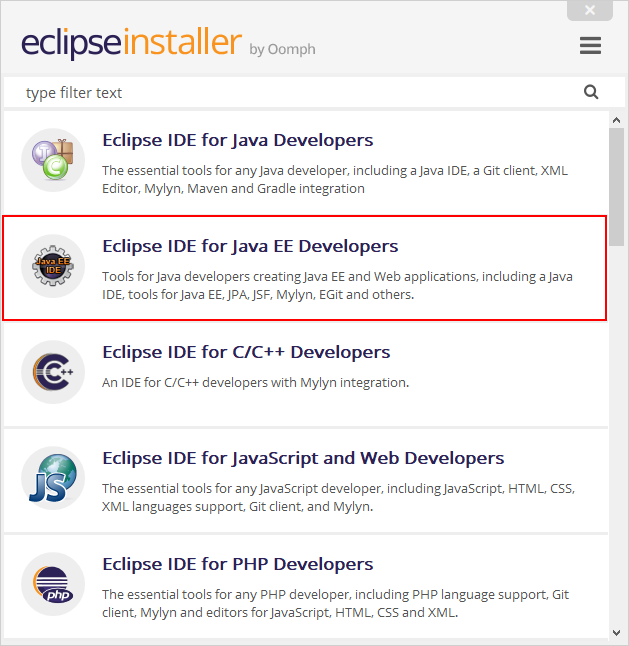 eclipseinstaller by Oomph
type filter text
Eclipse IDE for Java Developers
The essential tools for any Java developer, including a Java IDE, a Git client, XML
Editor, Mylyn, Maven and Gradle integration
Java EE
IDE
Eclipse IDE for Java EE Developers
Tools for Java developers creating Java EE and Web applications, including a Java
IDE, tools for Java EE, JPA, JSF, Mylyn, EGit and others.
C++
Eclipse IDE for C/C++ Developers
An IDE for C/C++ developers with Mylyn integration.
JS
Eclipse IDE for JavaScript and Web Developers
The essential tools for any JavaScript developer, including JavaScript, HTML, CSS,
XML languages support, Git client, and Mylyn.
php
Eclipse IDE for PHP Developers
The essential tools for any PHP developer, including PHP language support, Git
client, Mylyn and editors for JavaScript, HTML, CSS and XML.